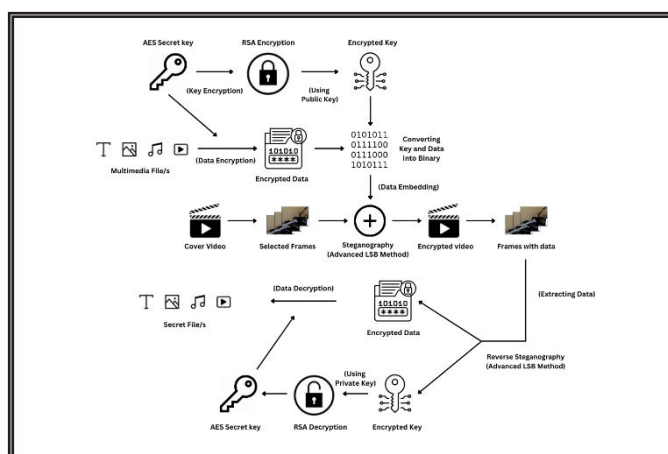 AES Secret key
RSA Encryption
Encrypted Key
(Key Encryption)
(Using
Public Key)
0101011
0111100
0111000
1010111
Converting
Key and Data
into Binary
T
Multimedia File/s
(Data Encryption)
101010
****
Encrypted Data
(Data Embedding)
Cover Video
Selected Frames
Steganography
(Advanced LSB Method)
Encrypted video
Frames with data
(Extracting Data)
T
Secret File/s
(Data Decryption)
101010
****
Encrypted Data
Reverse Steganography
(Advanced LSB Method)
AES Secret key
RSA Decryption
(Using
Private Key)
Encrypted Key